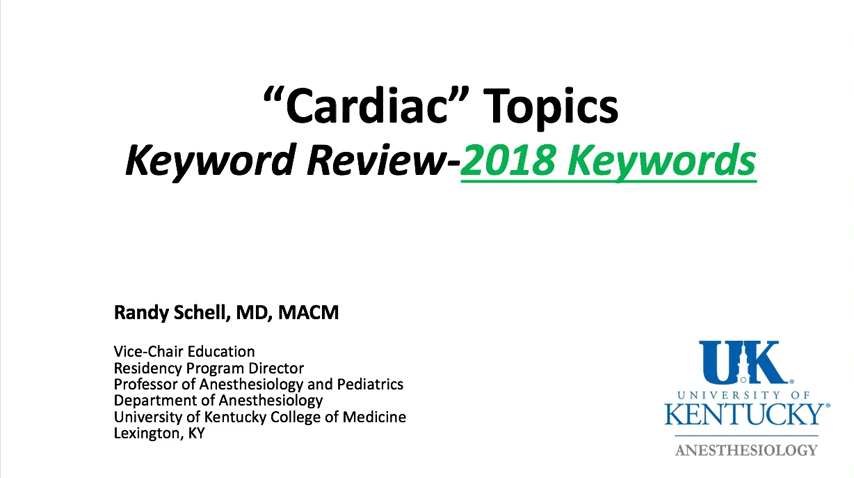 “Cardiac” Topics
Keyword Review-2018 Keywords
Randy Schell, MD, MACM
Vice-Chair Education
Residency Program Director
Professor of Anesthesiology and Pediatrics
Department of Anesthesiology
University of Kentucky College of Medicine
Lexington, KY
UK®
UNIVERSITY OF
KENTUCKY®
ANESTHESIOLOGY